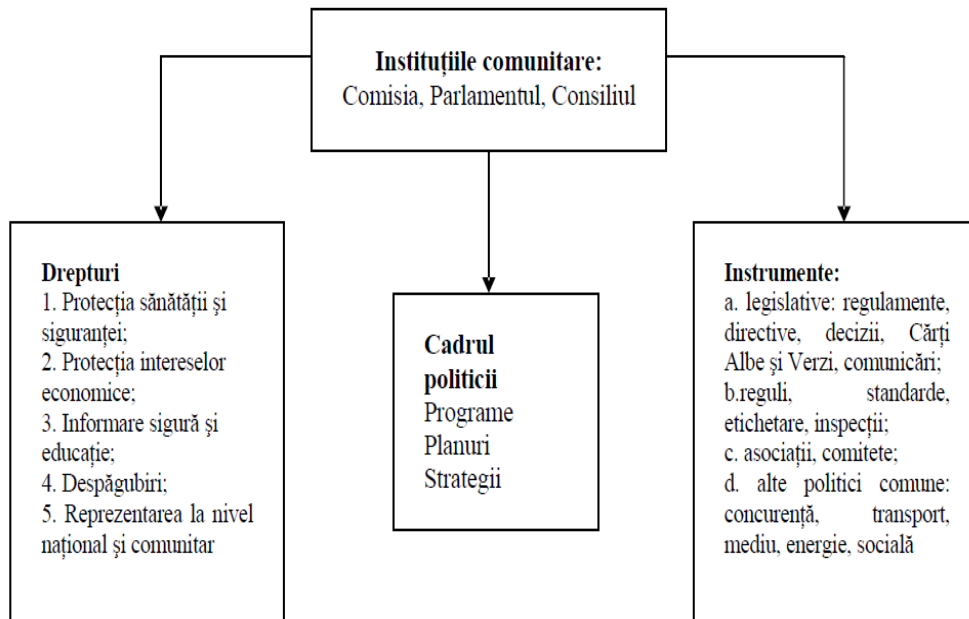 Instituțiile comunitare:
Comisia, Parlamentul, Consiliul
Drepturi
1. Protecția sănătății şi
siguranței;
2. Protecția intereselor
economice;
3. Informare sigură şi
educație;
4. Despăgubiri;
5. Reprezentarea la nivel
național şi comunitar
Cadrul
politicii
Programe
Planuri
Strategii
Instrumente:
a. legislative: regulamente,
directive, decizii, Cărți
Albe şi Verzi, comunicări;
b.reguli, standarde,
etichetare, inspecții;
c. asociații, comitete;
d. alte politici comune:
concurență, transport,
mediu, energie, socială